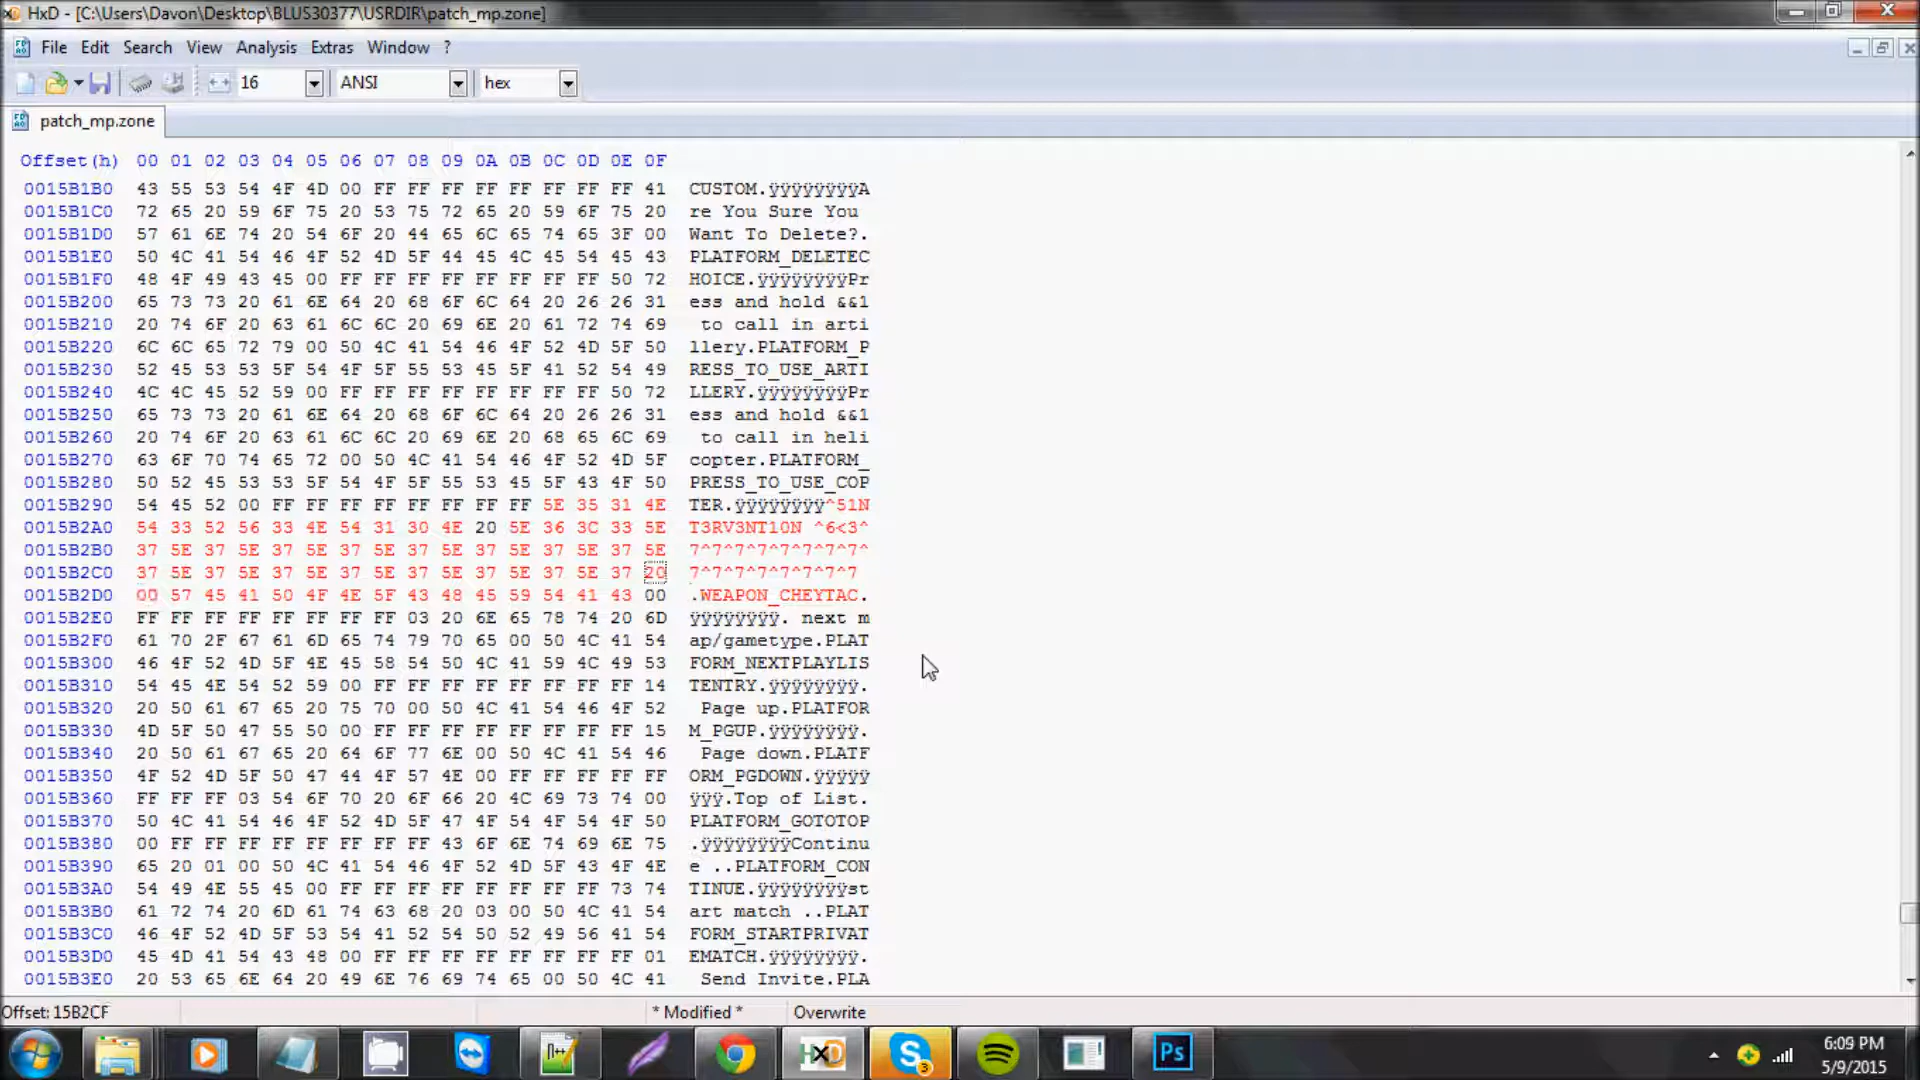 HxD - [C:\Users\Davon\Desktop\BLUS30377\USRDIR\patch_mp.zone]
File Edit Search View Analysis Extras Window ?
16 ANSI hex
patch_mp.zone
Offset(h) 00 01 02 03 04 05 06 07 08 09 0A 0B 0C 0D 0E 0F
0015B1B0 43 55 53 54 4F 4D 00 FF FF FF FF FF FF FF FF 41 CUSTOM.ÿÿÿÿÿÿÿÿA
0015B1C0 72 65 20 59 6F 75 20 53 75 72 65 20 59 6F 75 20 re You Sure You
0015B1D0 57 61 6E 74 20 54 6F 20 44 65 6C 65 74 65 3F 00 Want To Delete?.
0015B1E0 50 4C 41 54 46 4F 52 4D 5F 44 45 4C 45 54 45 43 PLATFORM_DELETEC
0015B1F0 48 4F 49 43 45 00 FF FF FF FF FF FF FF FF 50 72 HOICE.ÿÿÿÿÿÿÿÿPr
0015B200 65 73 73 20 61 6E 64 20 68 6F 6C 64 20 26 26 31 ess and hold &&1
0015B210 20 74 6F 20 63 61 6C 6C 20 69 6E 20 61 72 74 69 to call in arti
0015B220 6C 6C 65 72 79 00 50 4C 41 54 46 4F 52 4D 5F 50 llery.PLATFORM_P
0015B230 52 45 53 53 5F 54 4F 5F 55 53 45 5F 41 52 54 49 RESS_TO_USE_ARTI
0015B240 4C 4C 45 52 59 00 FF FF FF FF FF FF FF FF 50 72 LLERY.ÿÿÿÿÿÿÿÿPr
0015B250 65 73 73 20 61 6E 64 20 68 6F 6C 64 20 26 26 31 ess and hold &&1
0015B260 20 74 6F 20 63 61 6C 6C 20 69 6E 20 68 65 6C 69 to call in heli
0015B270 63 6F 70 74 65 72 00 50 4C 41 54 46 4F 52 4D 5F copter.PLATFORM_
0015B280 50 52 45 53 53 5F 54 4F 5F 55 53 45 5F 43 4F 50 PRESS_TO_USE_COP
0015B290 54 45 52 00 FF FF FF FF FF FF FF FF 5E 35 31 4E TER.ÿÿÿÿÿÿÿÿ^51N
0015B2A0 54 33 52 56 33 4E 54 31 30 4E 20 5E 36 3C 33 5E T3RV3NT10N ^6<3^
0015B2B0 37 5E 37 5E 37 5E 37 5E 37 5E 37 5E 37 5E 37 5E 7^7^7^7^7^7^7^7^
0015B2C0 37 5E 37 5E 37 5E 37 5E 37 5E 37 5E 37 5E 37 20 7^7^7^7^7^7^7^7
0015B2D0 00 57 45 41 50 4F 4E 5F 43 48 45 59 54 41 43 00 .WEAPON_CHEYTAC.
0015B2E0 FF FF FF FF FF FF FF FF 03 20 6E 65 78 74 20 6D ÿÿÿÿÿÿÿÿ. next m
0015B2F0 61 70 2F 67 61 6D 65 74 79 70 65 00 50 4C 41 54 ap/gametype.PLAT
0015B300 46 4F 52 4D 5F 4E 45 58 54 50 4C 41 59 4C 49 53 FORM_NEXTPLAYLIS
0015B310 54 45 4E 54 52 59 00 FF FF FF FF FF FF FF FF 14 TENTRY.ÿÿÿÿÿÿÿÿ.
0015B320 20 50 61 67 65 20 75 70 00 50 4C 41 54 46 4F 52 Page up.PLATFOR
0015B330 4D 5F 50 47 55 50 00 FF FF FF FF FF FF FF FF 15 M_PGUP.ÿÿÿÿÿÿÿÿ.
0015B340 20 50 61 67 65 20 64 6F 77 6E 00 50 4C 41 54 46 Page down.PLATF
0015B350 4F 52 4D 5F 50 47 44 4F 57 4E 00 FF FF FF FF FF ORM_PGDOWN.ÿÿÿÿÿ
0015B360 FF FF FF 03 54 6F 70 20 6F 66 20 4C 69 73 74 00 ÿÿÿ.Top of List.
0015B370 50 4C 41 54 46 4F 52 4D 5F 47 4F 54 4F 54 4F 50 PLATFORM_GOTOTOP
0015B380 00 FF FF FF FF FF FF FF FF 43 6F 6E 74 69 6E 75 .ÿÿÿÿÿÿÿÿContinu
0015B390 65 20 01 00 50 4C 41 54 46 4F 52 4D 5F 43 4F 4E e ..PLATFORM_CON
0015B3A0 54 49 4E 55 45 00 FF FF FF FF FF FF FF FF 73 74 TINUE.ÿÿÿÿÿÿÿÿst
0015B3B0 61 72 74 20 6D 61 74 63 68 20 03 00 50 4C 41 54 art match ..PLAT
0015B3C0 46 4F 52 4D 5F 53 54 41 52 54 50 52 49 56 41 54 FORM_STARTPRIVAT
0015B3D0 45 4D 41 54 43 48 00 FF FF FF FF FF FF FF FF 01 EMATCH.ÿÿÿÿÿÿÿÿ.
0015B3E0 20 53 65 6E 64 20 49 6E 76 69 74 65 00 50 4C 41 Send Invite.PLA
Offset: 15B2CF * Modified * Overwrite
6:09 PM
5/9/2015